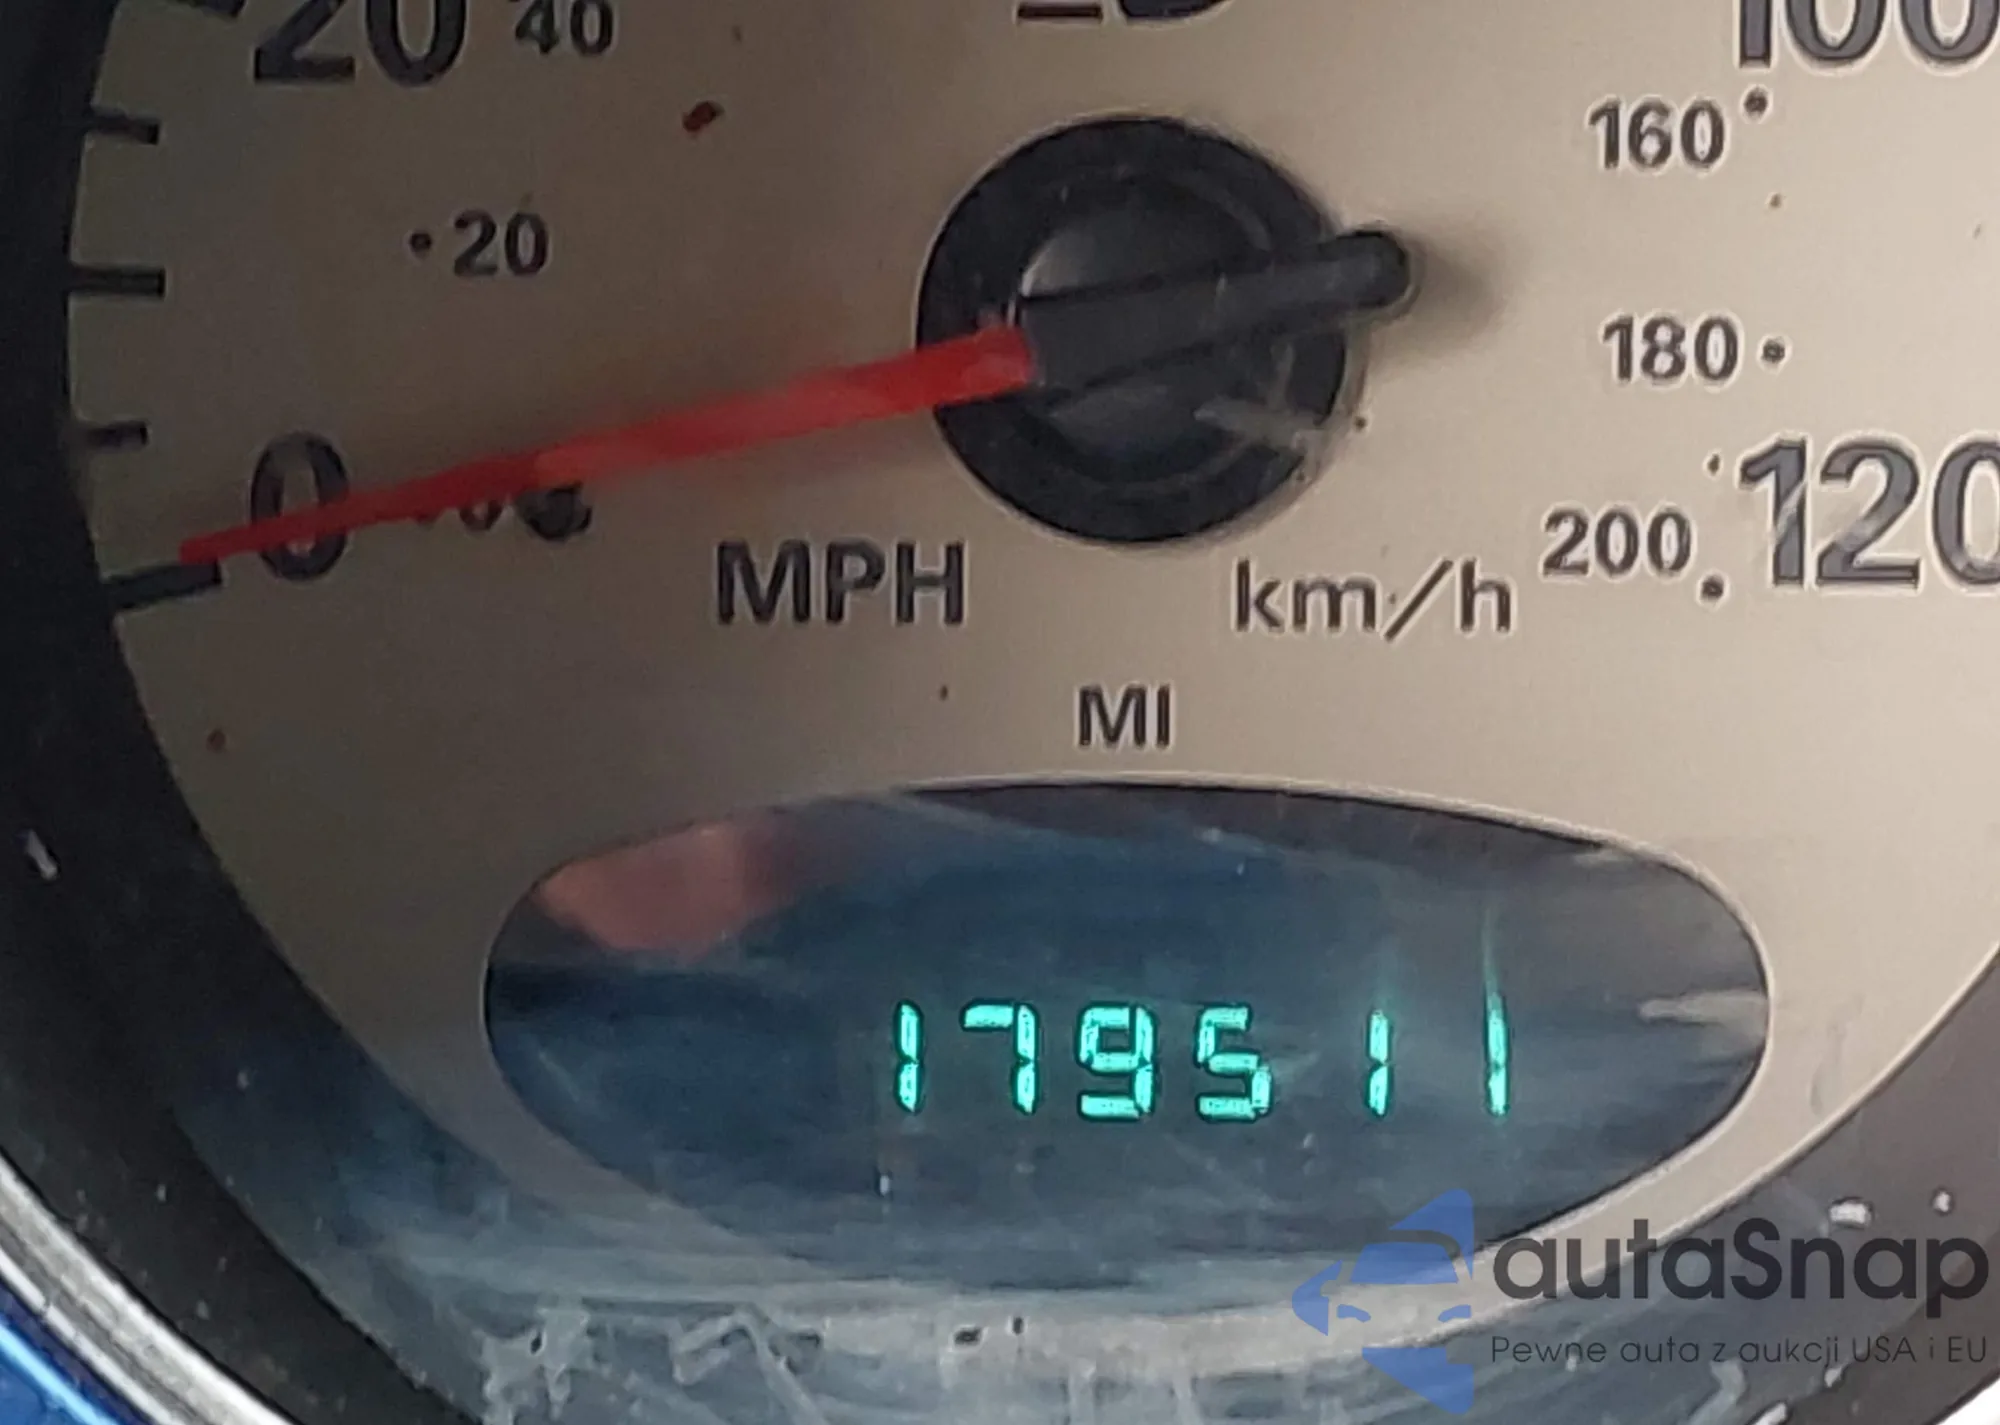 20 40 100
160
20
180
0 120
200
MPH km/h
MI
179511
autaSnap
Pewne auta z aukcji USA i EU